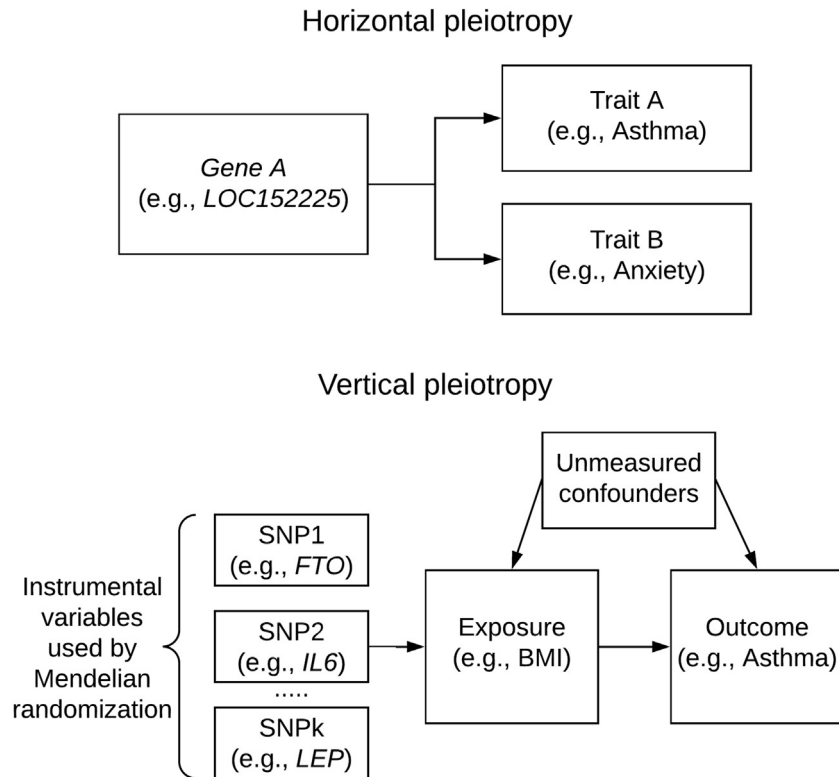 Horizontal pleiotropy
Gene A
(e.g., LOC152225)
Trait A
(e.g., Asthma)
Trait B
(e.g., Anxiety)
Vertical pleiotropy
Unmeasured
confounders
Instrumental
variables
used by
Mendelian
randomization
SNP1
(e.g., FTO)
SNP2
(e.g., IL6)
.....
SNPk
(e.g., LEP)
Exposure
(e.g., BMI)
Outcome
(e.g., Asthma)